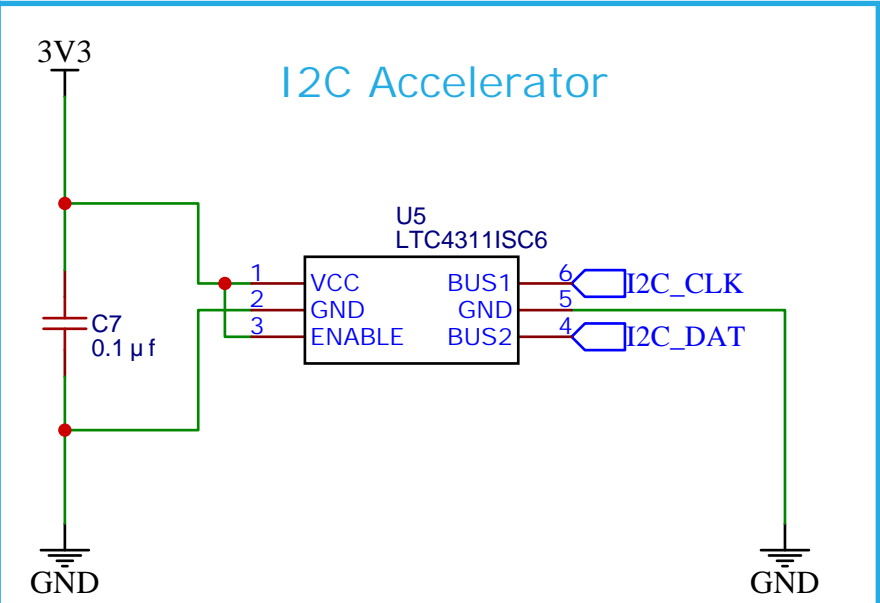 3V3
I2C Accelerator
U5
LTC4311ISC6
1
VCC
BUS1
6
I2C_CLK
2
GND
GND
5
3
ENABLE
BUS2
4
I2C_DAT
C7
0.1 µf
GND
GND